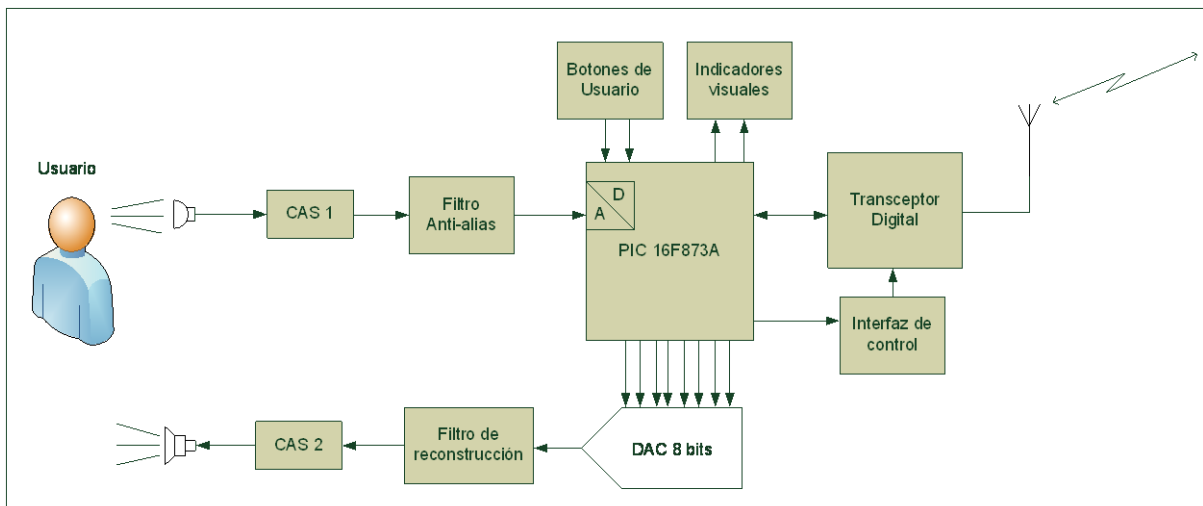 Botones de
Usuario
Indicadores
visuales
Usuario
CAS 1
Filtro
Anti-alias
D
A
PIC 16F873A
Transceptor
Digital
Interfaz de
control
CAS 2
Filtro de
reconstrucción
DAC 8 bits